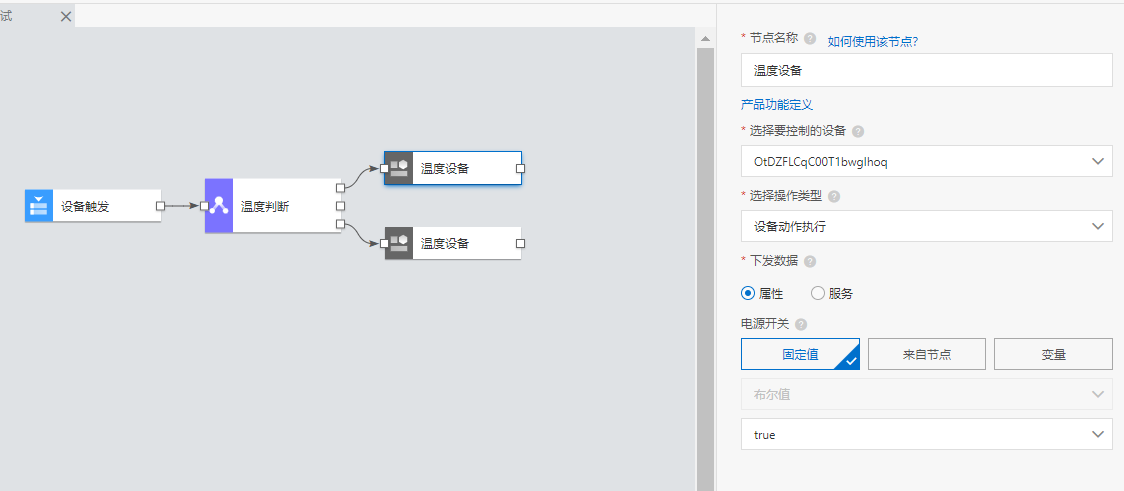 试
设备触发
温度判断
温度设备
温度设备
* 节点名称 ? 如何使用该节点?
温度设备
产品功能定义
* 选择要控制的设备 ?
* 选择操作类型 ?
设备动作执行
* 下发数据 ?
属性 服务
电源开关 ?
固定值 来自节点 变量
布尔值
true